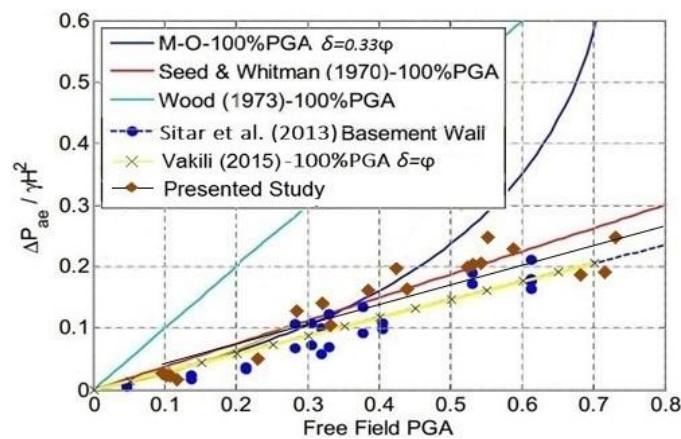 0.6
0.5
0.4
0.3
0.2
0.1
0
ΔPae / γH²
M-O-100%PGA δ=0.33φ
Seed & Whitman (1970)-100%PGA
Wood (1973)-100%PGA
Sitar et al. (2013) Basement Wall
Vakili (2015)-100%PGA δ=φ
Presented Study
0 0.1 0.2 0.3 0.4 0.5 0.6 0.7 0.8
Free Field PGA